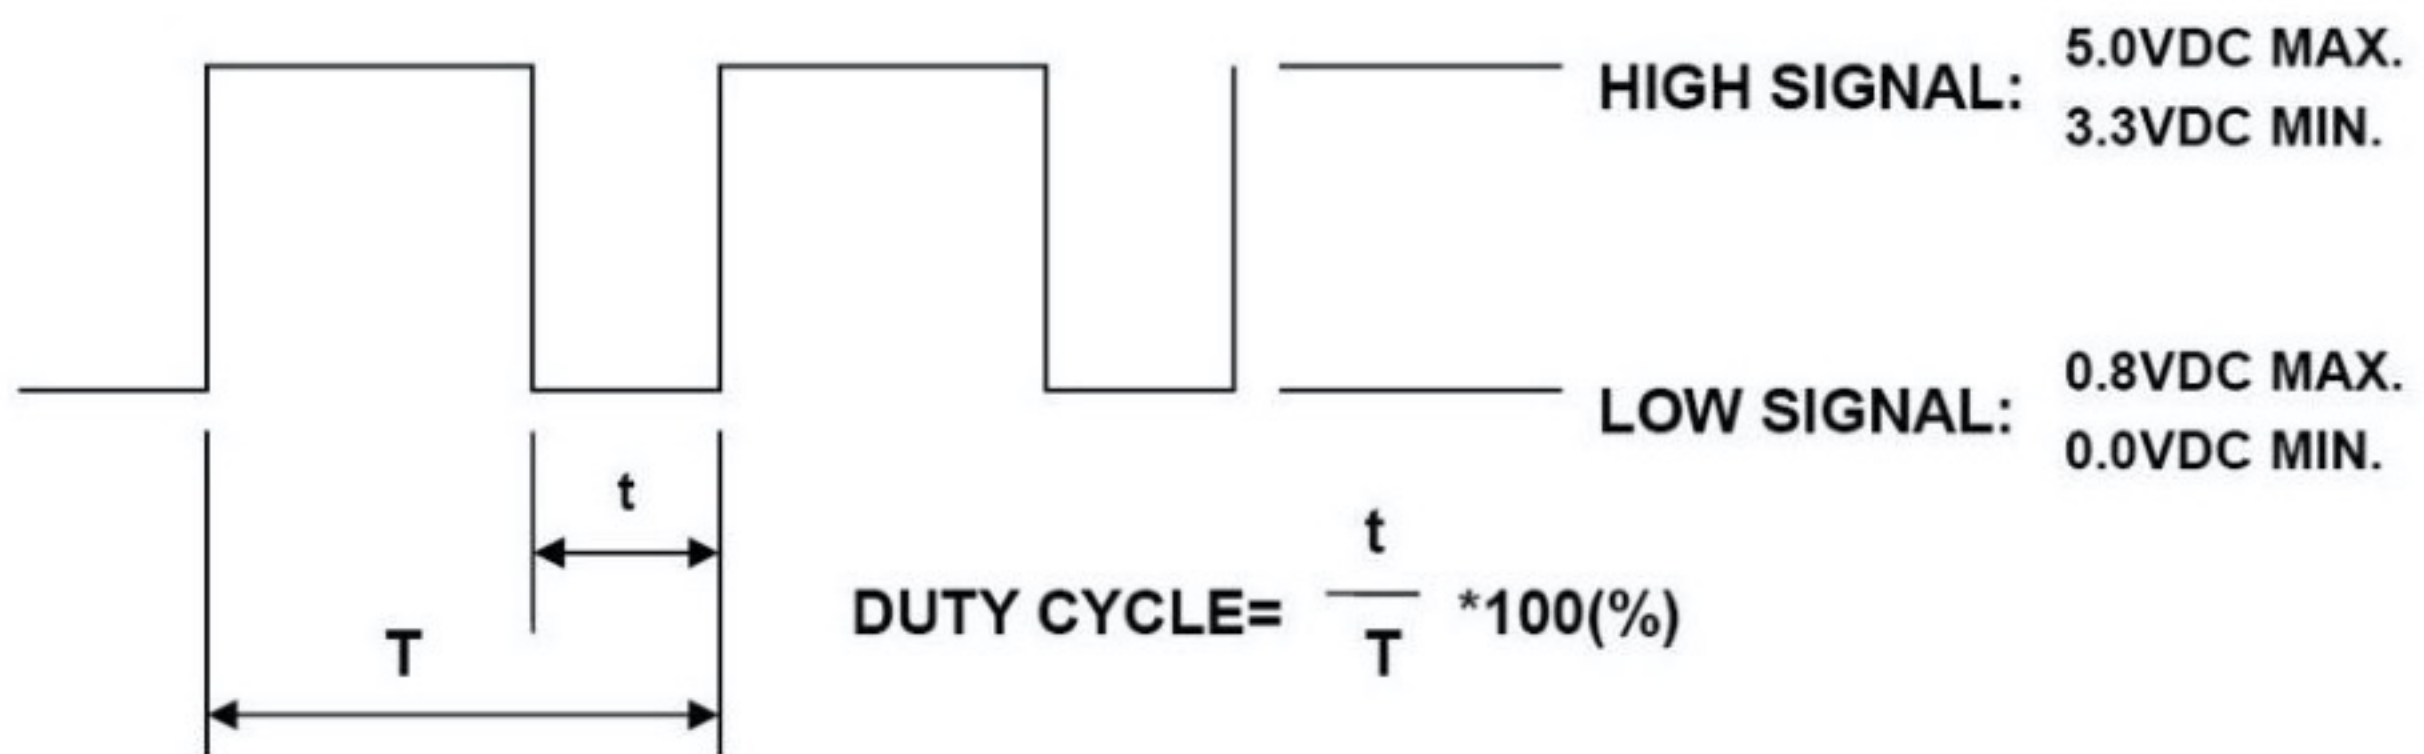 5.0VDC MAX.
HIGH SIGNAL:
3.3VDC MIN.
0.8VDC MAX.
LOW SIGNAL:
0.0VDC MIN.
t
T
t
DUTY CYCLE= *100(%)
T